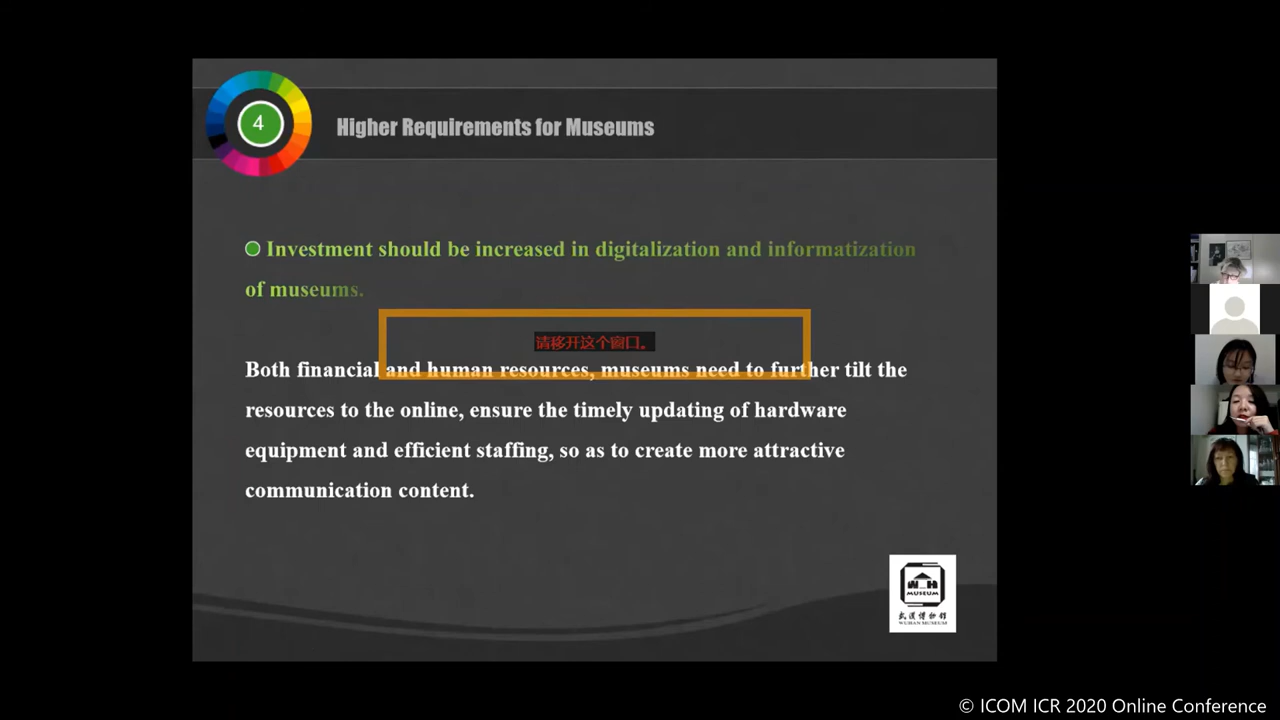 4
Higher Requirements for Museums
Investment should be increased in digitalization and informatization
of museums.
请移开这个窗口。
Both financial and human resources, museums need to further tilt the
resources to the online, ensure the timely updating of hardware
equipment and efficient staffing, so as to create more attractive
communication content.
W H
MUSEUM
武漢博物館
WUHAN MUSEUM
© ICOM ICR 2020 Online Conference